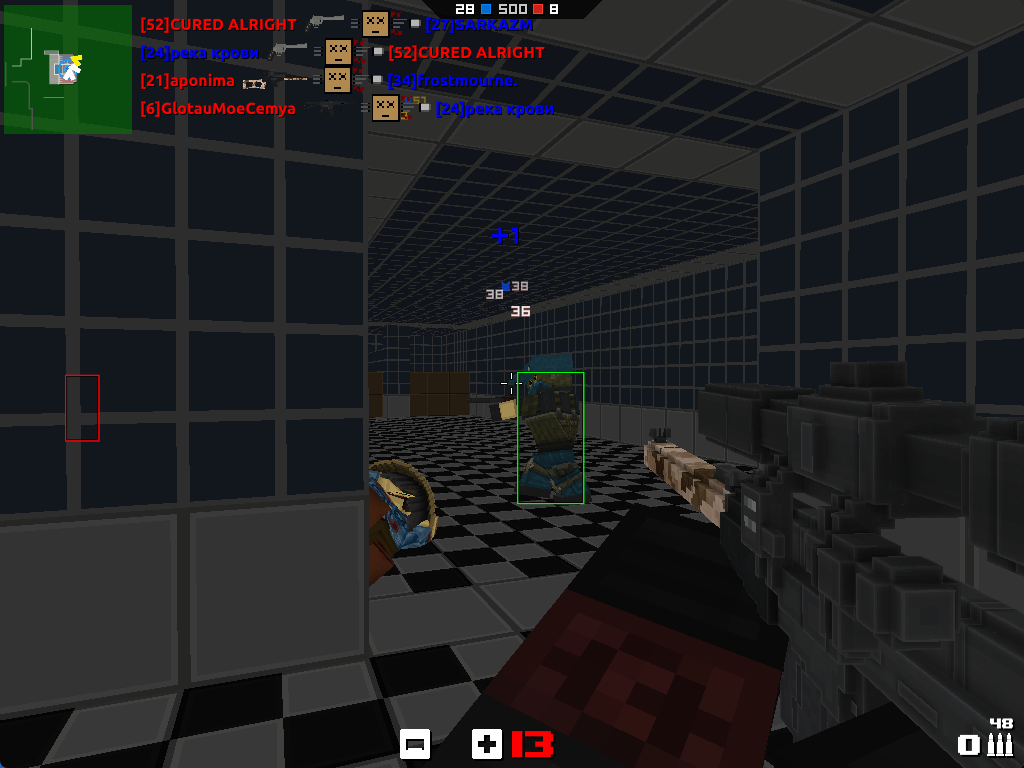 28 500 8
[52]CURED ALRIGHT [27]SARKAZM
[24]река крови [52]CURED ALRIGHT
[21]aponima [34]frostmourne.
[6]GlotauMoeCemya [24]река крови
+1
38 38
36
48
13 0